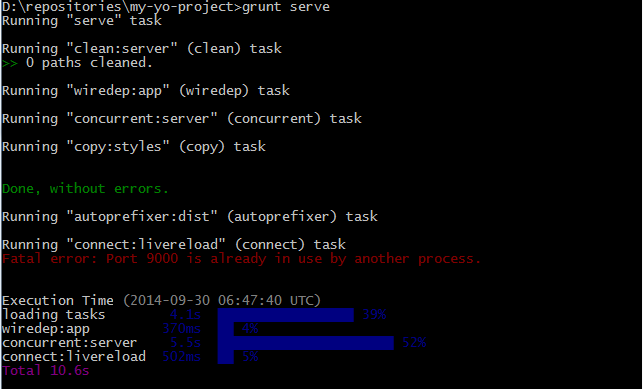 D:\repositories\my-yo-project>grunt serve
Running "serve" task
Running "clean:server" (clean) task
>> 0 paths cleaned.
Running "wiredep:app" (wiredep) task
Running "concurrent:server" (concurrent) task
Running "copy:styles" (copy) task
Done, without errors.
Running "autoprefixer:dist" (autoprefixer) task
Running "connect:livereload" (connect) task
Fatal error: Port 9000 is already in use by another process.
Execution Time (2014-09-30 06:47:40 UTC)
loading tasks 4.1s 39%
wiredep:app 370ms 4%
concurrent:server 5.5s 52%
connect:livereload 502ms 5%
Total 10.6s